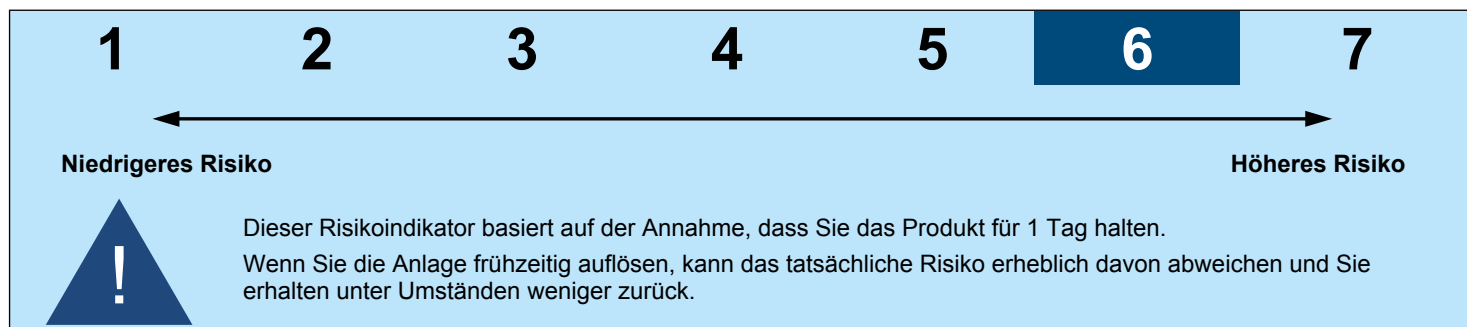 1 2 3 4 5 6 7
Niedrigeres Risiko Höheres Risiko
! Dieser Risikoindikator basiert auf der Annahme, dass Sie das Produkt für 1 Tag halten.
Wenn Sie die Anlage frühzeitig auflösen, kann das tatsächliche Risiko erheblich davon abweichen und Sie
erhalten unter Umständen weniger zurück.